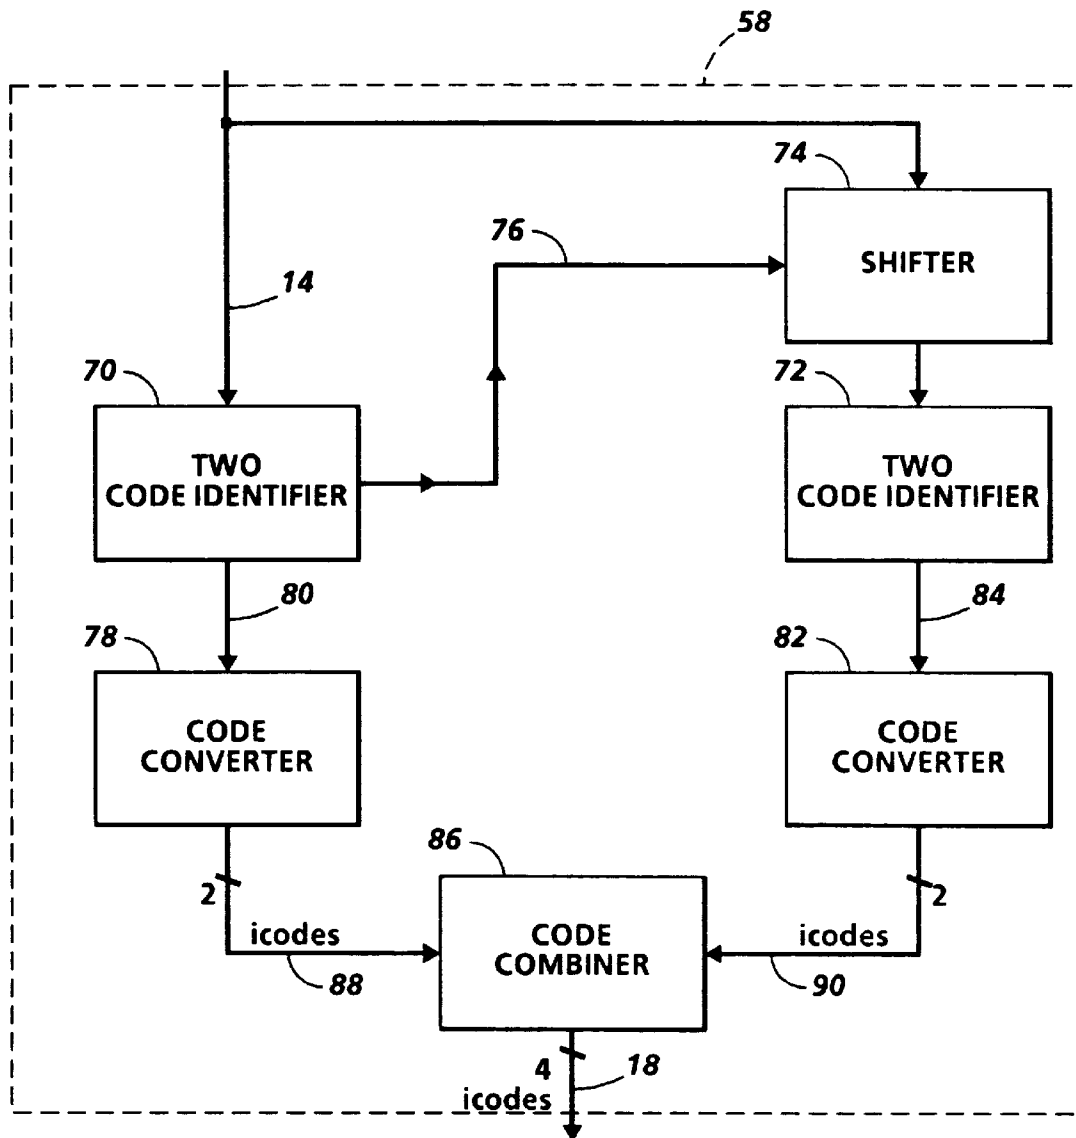 58
74
76
SHIFTER
14
70
72
TWO
CODE IDENTIFIER
TWO
CODE IDENTIFIER
80
84
78
82
CODE
CONVERTER
CODE
CONVERTER
86
2
2
icodes
CODE
COMBINER
icodes
88
90
4
18
icodes